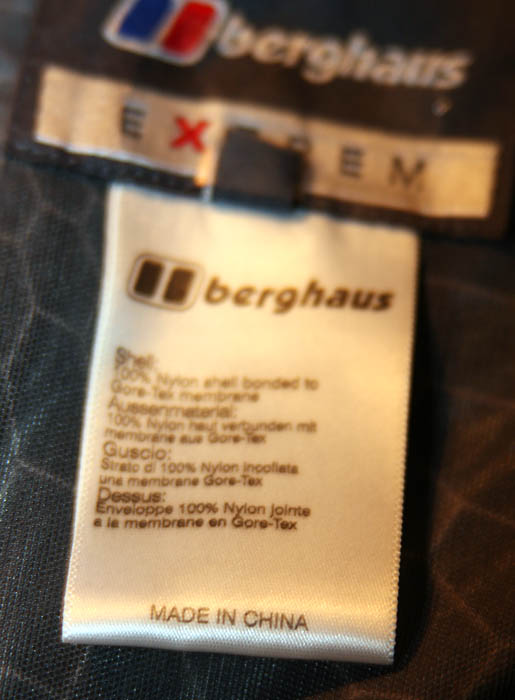 berghaus
E X E M
berghaus
Shell:
100% Nylon shell bonded to
Gore-Tex membrane
Aussenmaterial:
100% Nylon haut verbunden mit
membrane aus Gore-Tex
Guscio:
Strato di 100% Nylon incollata
una membrane Gore-Tex
Dessus:
Enveloppe 100% Nylon jointe
a la membrane en Gore-Tex
MADE IN CHINA